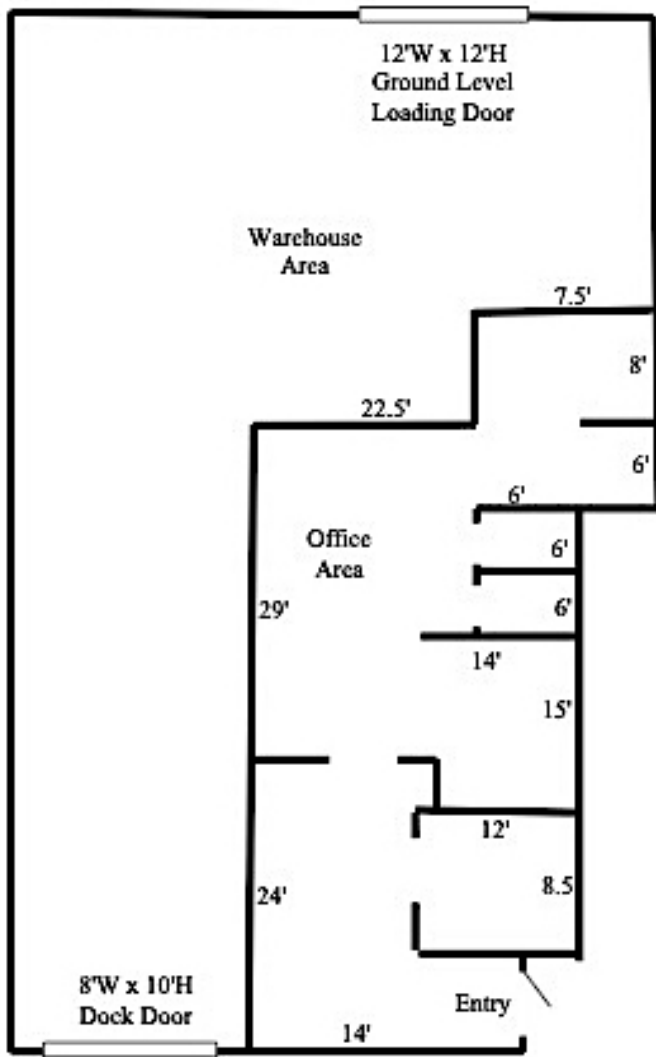 12'W x 12'H
Ground Level
Loading Door
Warehouse
Area
7.5'
8'
22.5'
6'
6'
Office
Area
6'
29'
6'
14'
15'
12'
24'
8.5
8'W x 10'H
Dock Door
Entry
14'